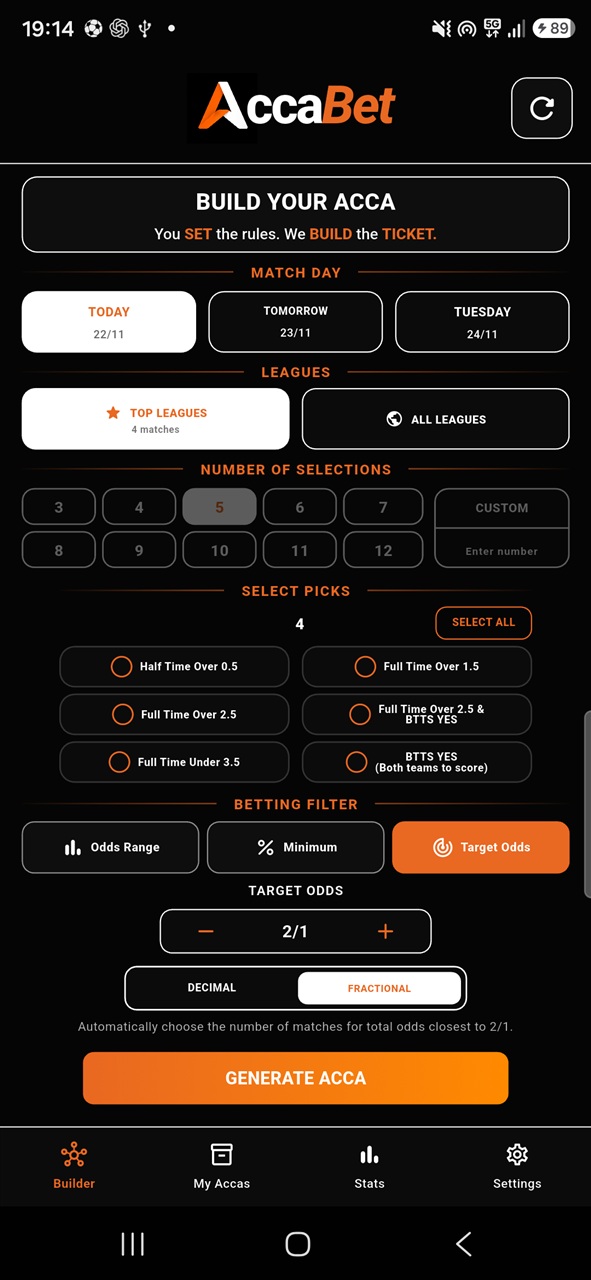 19:14
5G
89
AccaBet
BUILD YOUR ACCA
You SET the rules. We BUILD the TICKET.
MATCH DAY
TODAY
22/11
TOMORROW
23/11
TUESDAY
24/11
LEAGUES
TOP LEAGUES
4 matches
ALL LEAGUES
NUMBER OF SELECTIONS
3
4
5
6
7
CUSTOM
8
9
10
11
12
Enter number
SELECT PICKS
4
SELECT ALL
Half Time Over 0.5
Full Time Over 1.5
Full Time Over 2.5
Full Time Over 2.5 &
BTTS YES
Full Time Under 3.5
BTTS YES
(Both teams to score)
BETTING FILTER
Odds Range
% Minimum
Target Odds
TARGET ODDS
− 2/1 +
DECIMAL
FRACTIONAL
Automatically choose the number of matches for total odds closest to 2/1.
GENERATE ACCA
Builder
My Accas
Stats
Settings